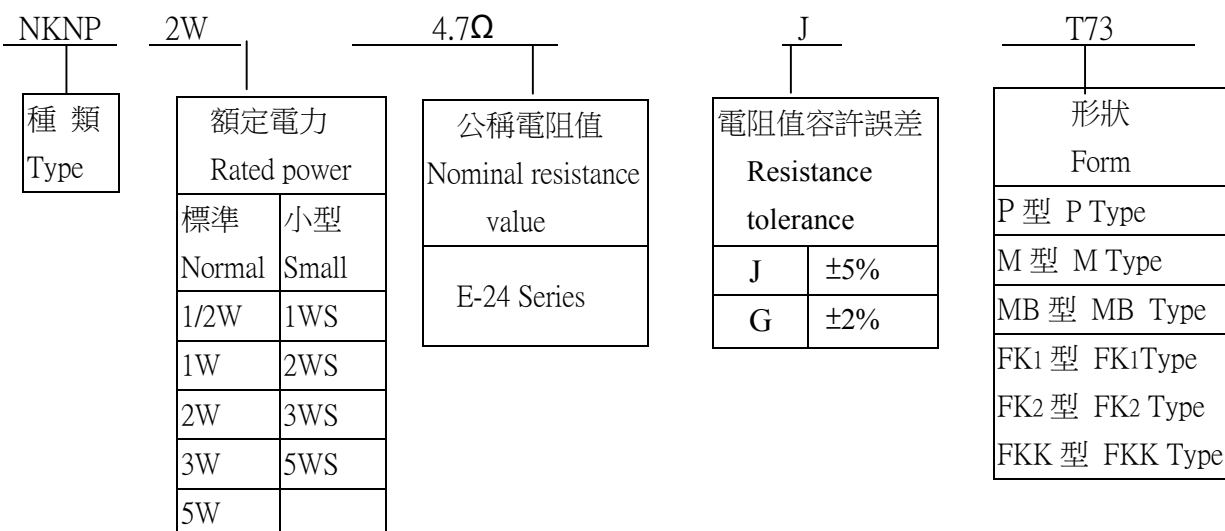 NKNP 2W 4.7Ω J T73
種 類
Type
額定電力
Rated power
標準 小型
Normal Small
1/2W 1WS
1W 2WS
2W 3WS
3W 5WS
5W
公稱電阻值
Nominal resistance
value
E-24 Series
電阻值容許誤差
Resistance
tolerance
J ±5%
G ±2%
形狀
Form
P 型 P Type
M 型 M Type
MB 型 MB Type
FK1 型 FK1Type
FK2 型 FK2 Type
FKK 型 FKK Type